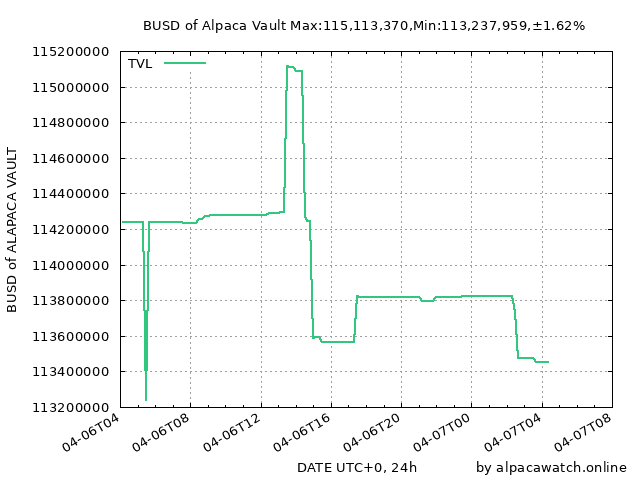 BUSD of Alpaca Vault Max:115,113,370,Min:113,237,959,±1.62%
TVL
115200000
115000000
114800000
114600000
114400000
114200000
114000000
113800000
113600000
113400000
113200000
BUSD of ALAPACA VAULT
04-06T04
04-06T08
04-06T12
04-06T16
04-06T20
04-07T00
04-07T04
04-07T08
DATE UTC+0, 24h
by alpacawatch.online